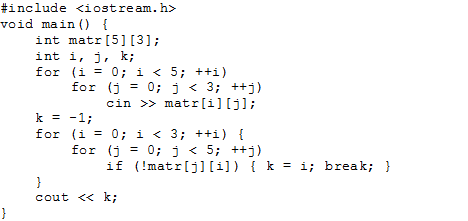 #include <iostream.h>
void main() {
    int matr[5][3];
    int i, j, k;
    for (i = 0; i < 5; ++i)
        for (j = 0; j < 3; ++j)
            cin >> matr[i][j];
    k = -1;
    for (i = 0; i < 3; ++i) {
        for (j = 0; j < 5; ++j)
            if (!matr[j][i]) { k = i; break; }
    }
    cout << k;
}